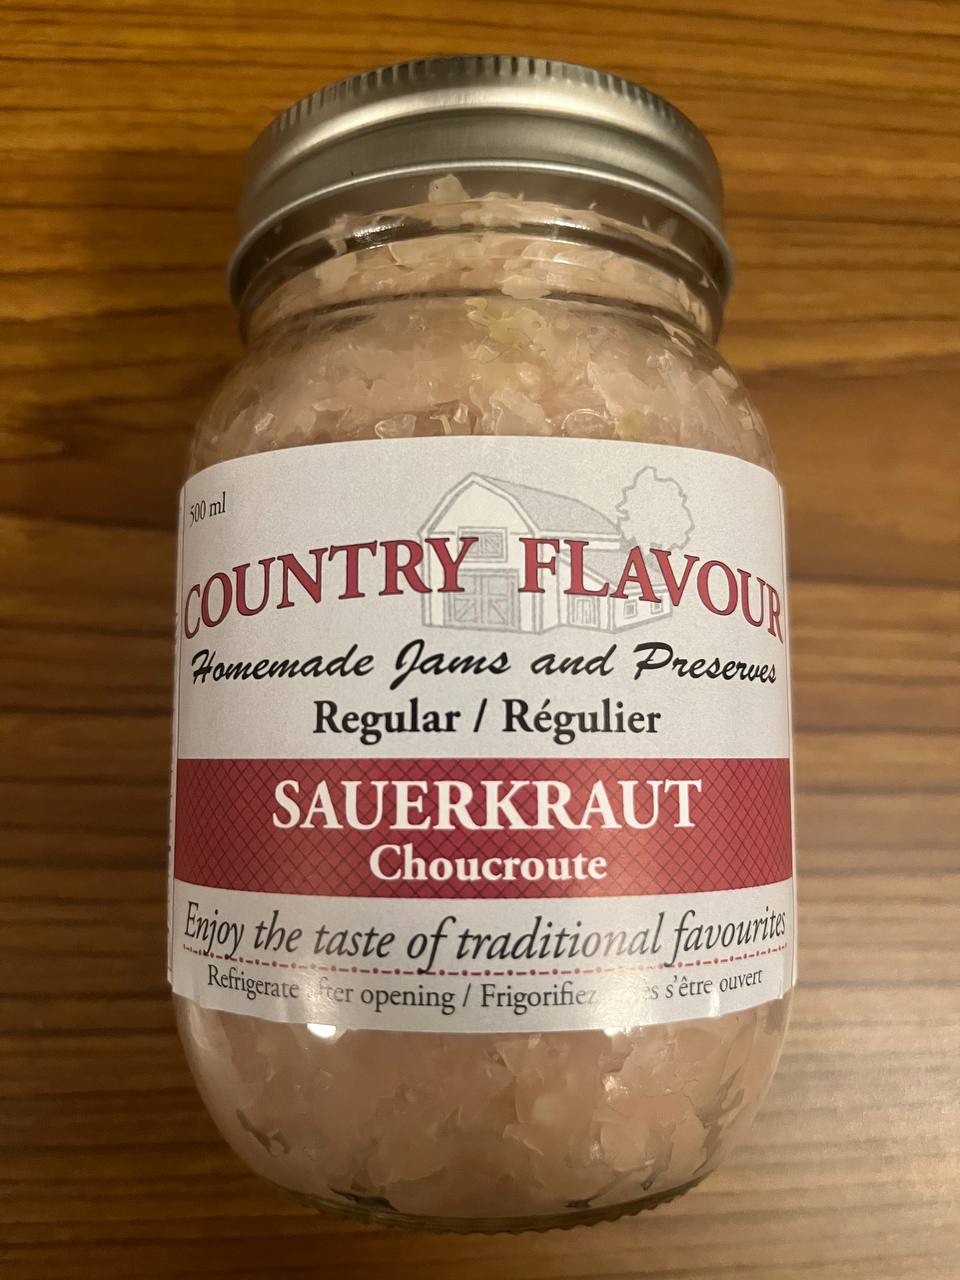 500 ml
COUNTRY FLAVOUR
Homemade Jams and Preserves
Regular / Régulier
SAUERKRAUT
Choucroute
Enjoy the taste of traditional favourites
Refrigerate after opening / Frigorifiez après s'être ouvert